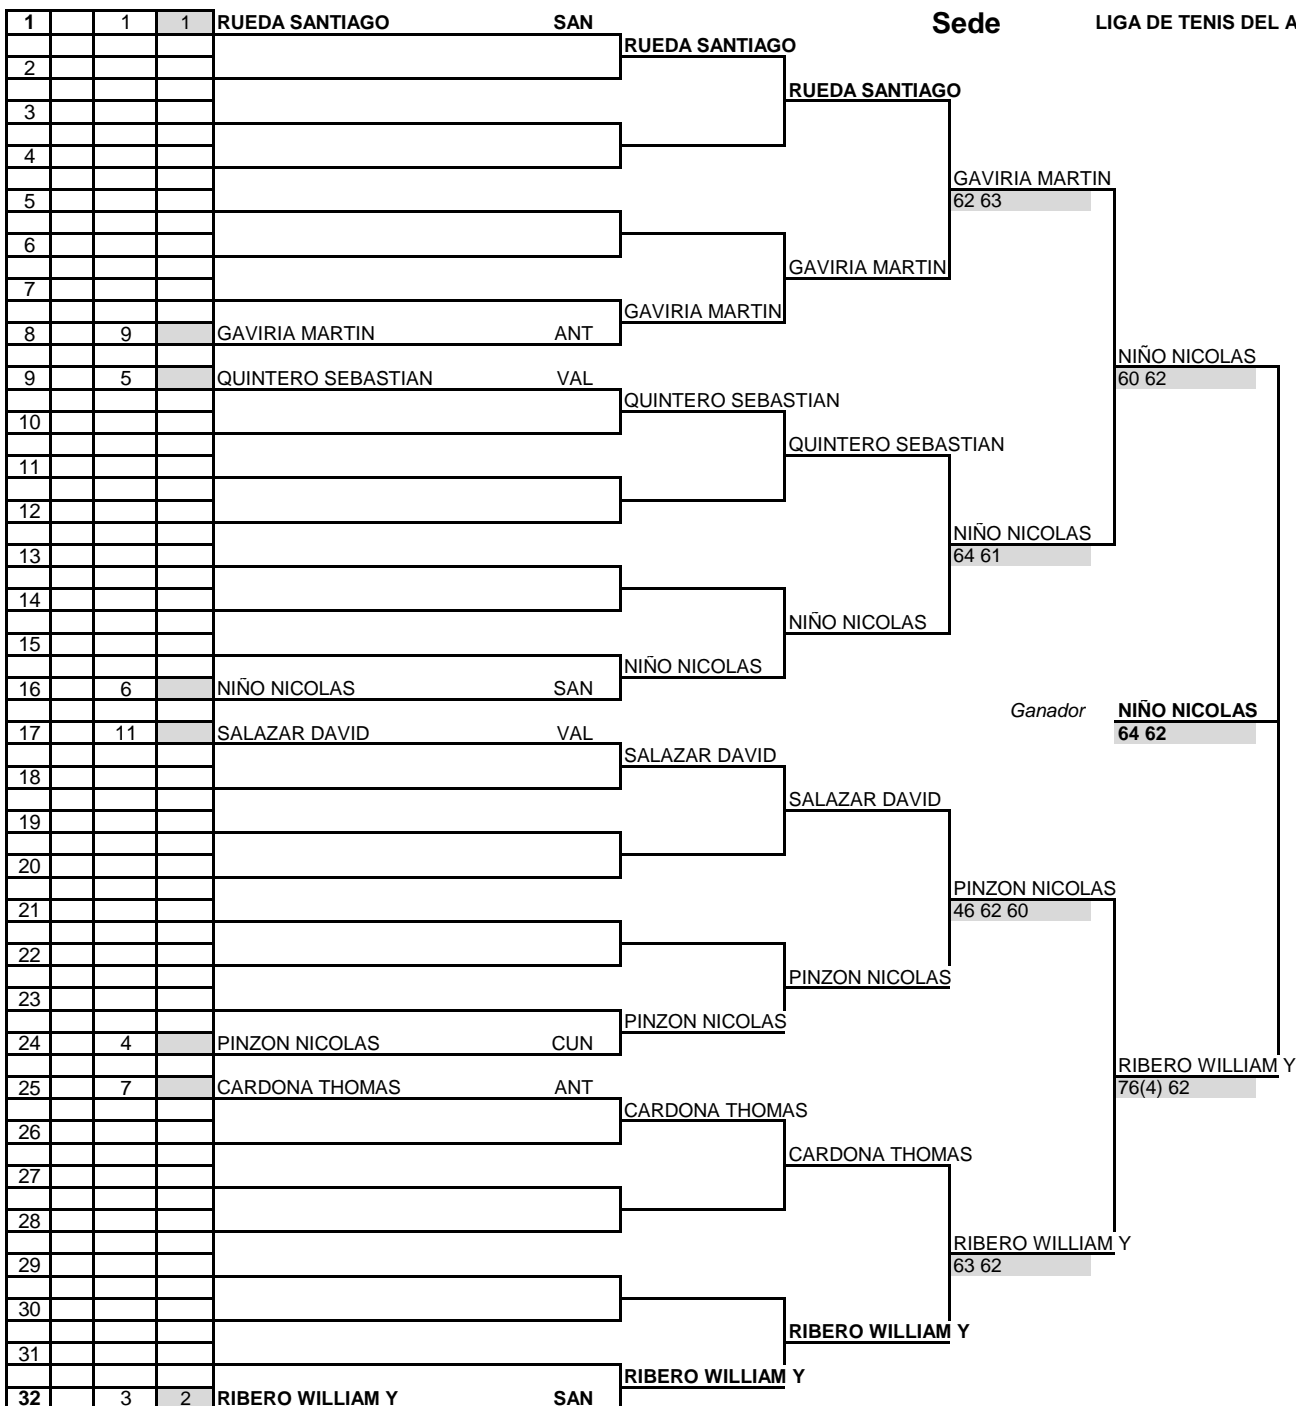 1 1 1 RUEDA SANTIAGO SAN Sede LIGA DE TENIS DEL A
RUEDA SANTIAGO
2
RUEDA SANTIAGO
3
4
GAVIRIA MARTIN
5 62 63
6
GAVIRIA MARTIN
7
GAVIRIA MARTIN
8 9 GAVIRIA MARTIN ANT
NIÑO NICOLAS
9 5 QUINTERO SEBASTIAN VAL 60 62
QUINTERO SEBASTIAN
10
QUINTERO SEBASTIAN
11
12
NIÑO NICOLAS
13 64 61
14
NIÑO NICOLAS
15
NIÑO NICOLAS
16 6 NIÑO NICOLAS SAN
Ganador NIÑO NICOLAS
17 11 SALAZAR DAVID VAL 64 62
SALAZAR DAVID
18
SALAZAR DAVID
19
20
PINZON NICOLAS
21 46 62 60
22
PINZON NICOLAS
23
PINZON NICOLAS
24 4 PINZON NICOLAS CUN
RIBERO WILLIAM Y
25 7 CARDONA THOMAS ANT 76(4) 62
CARDONA THOMAS
26
CARDONA THOMAS
27
28
RIBERO WILLIAM Y
29 63 62
30
RIBERO WILLIAM Y
31
RIBERO WILLIAM Y
32 3 2 RIBERO WILLIAM Y SAN